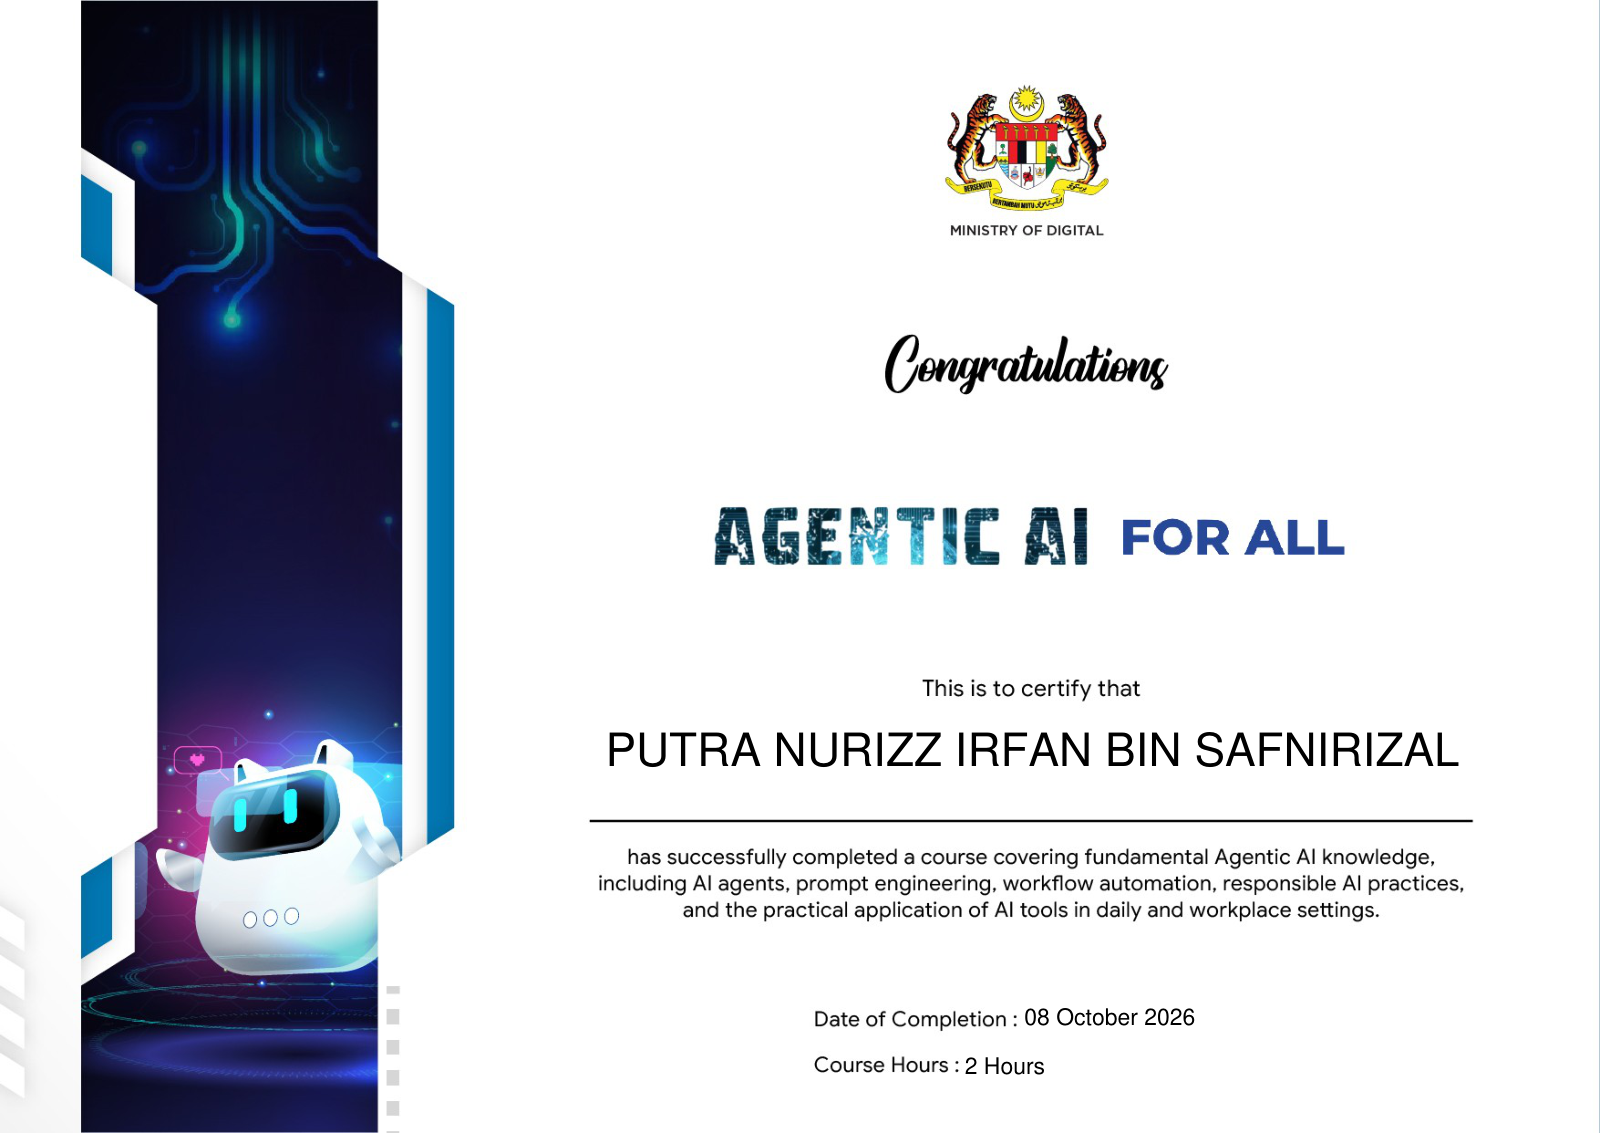 BERSEKUTU
BERTAMBAH MUTU
MINISTRY OF DIGITAL
Congratulations
AGENTIC AI FOR ALL
This is to certify that
PUTRA NURIZZ IRFAN BIN SAFNIRIZAL
has successfully completed a course covering fundamental Agentic AI knowledge,
including AI agents, prompt engineering, workflow automation, responsible AI practices,
and the practical application of AI tools in daily and workplace settings.
Date of Completion : 08 October 2026
Course Hours : 2 Hours